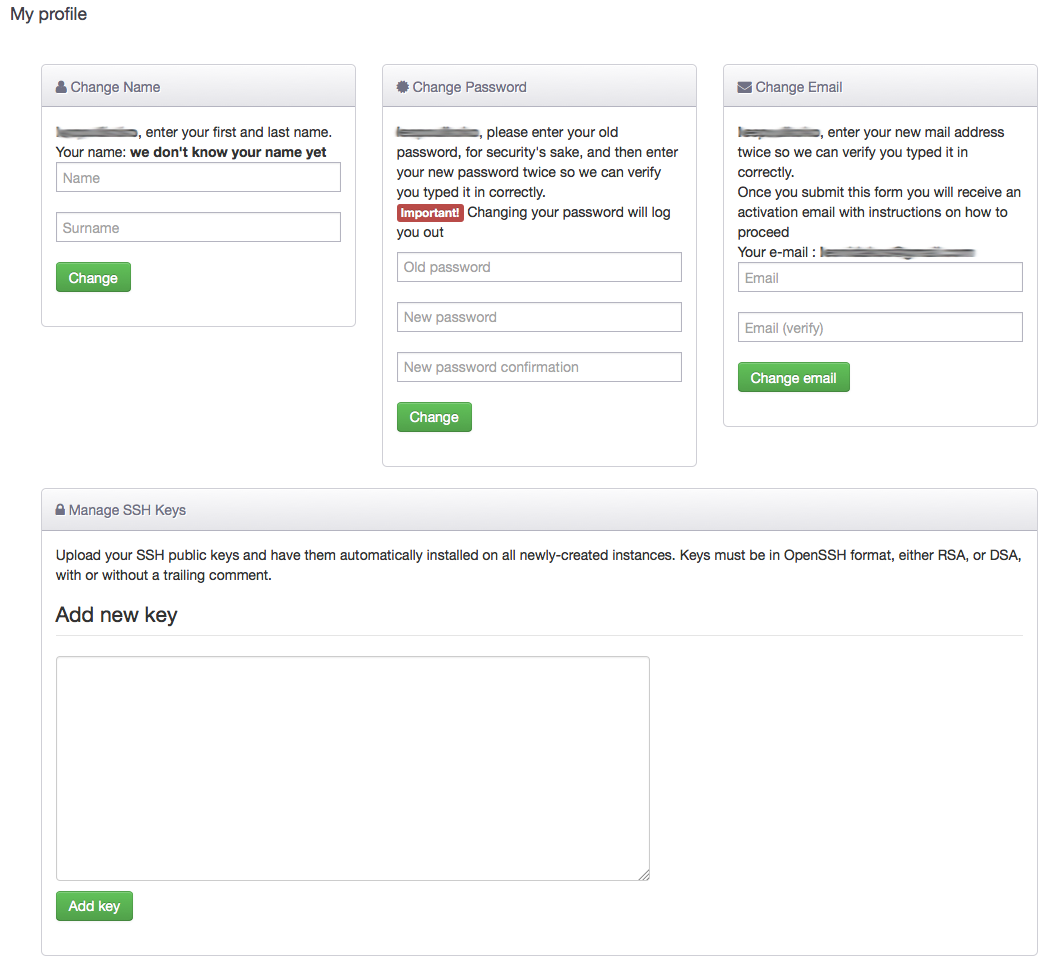 My profile
Change Name
, enter your first and last name.
Your name: we don't know your name yet
Name
Surname
Change
Change Password
, please enter your old
password, for security's sake, and then enter
your new password twice so we can verify
you typed it in correctly.
Important! Changing your password will log
you out
Old password
New password
New password confirmation
Change
Change Email
, enter your new mail address
twice so we can verify you typed it in
correctly.
Once you submit this form you will receive an
activation email with instructions on how to
proceed
Your e-mail :
Email
Email (verify)
Change email
Manage SSH Keys
Upload your SSH public keys and have them automatically installed on all newly-created instances. Keys must be in OpenSSH format, either RSA, or DSA,
with or without a trailing comment.
Add new key
Add key